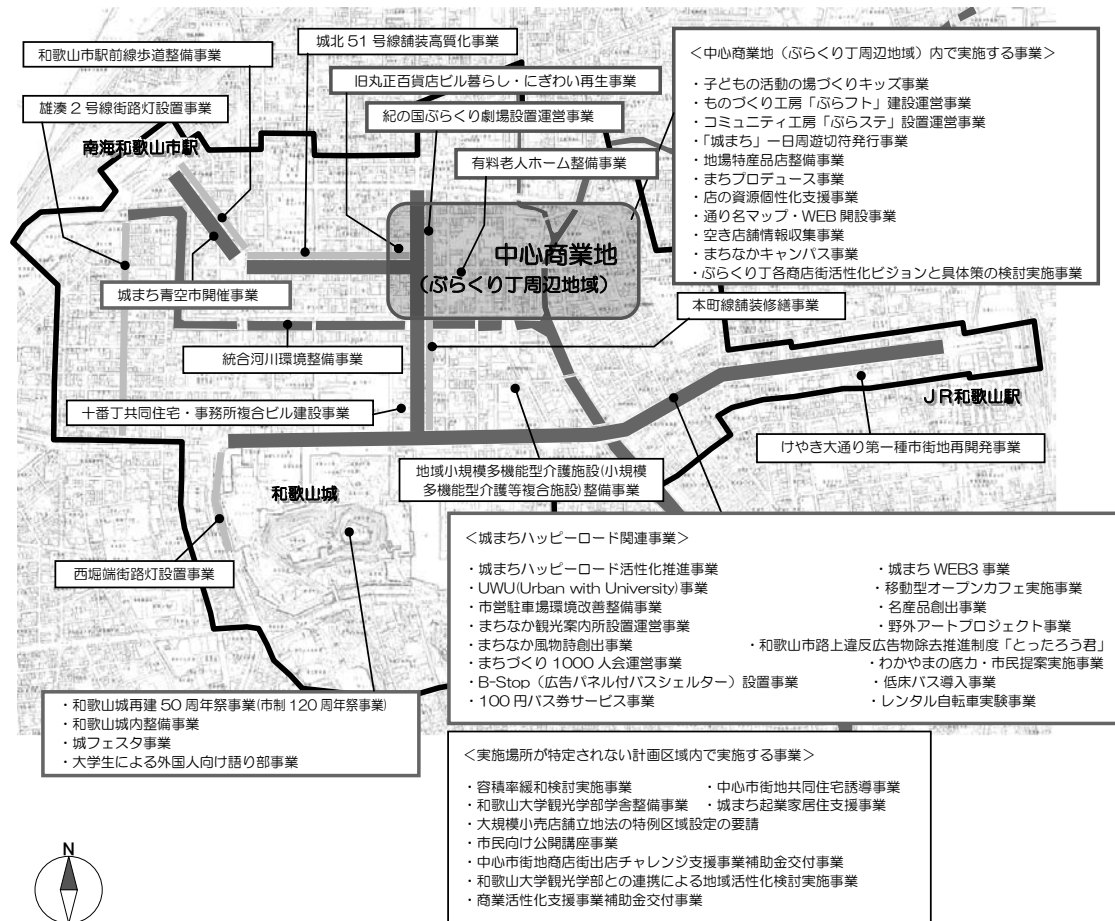 城北51号線舗装高質化事業
和歌山市駅前線歩道整備事業
旧丸正百貨店ビル暮らし・にぎわい再生事業
雄湊2号線街路灯設置事業
紀の国ぶらくり劇場設置運営事業
南海和歌山市駅
有料老人ホーム整備事業
中心商業地
(ぶらくり丁周辺地域)
城まち青空市開催事業
本町線舗装修繕事業
統合河川環境整備事業
JR和歌山駅
十番丁共同住宅・事務所複合ビル建設事業
けやき大通り第一種市街地再開発事業
地域小規模多機能型介護施設(小規模
多機能型介護等複合施設)整備事業
和歌山城
西堀端街路灯設置事業
<中心商業地(ぶらくり丁周辺地域)内で実施する事業>
・子どもの活動の場づくりキッズ事業
・ものづくり工房「ぶらフト」建設運営事業
・コミュニティ工房「ぶらステ」設置運営事業
・「城まち」一日周遊切符発行事業
・地場特産品店整備事業
・まちプロデュース事業
・店の資源個性化支援事業
・通り名マップ・WEB開設事業
・空き店舗情報収集事業
・まちなかキャンパス事業
・ぶらくり丁各商店街活性化ビジョンと具体策の検討実施事業
<城まちハッピーロード関連事業>
・城まちハッピーロード活性化推進事業
・UWU(Urban with University)事業
・市営駐車場環境改善整備事業
・まちなか観光案内所設置運営事業
・まちなか風物詩創出事業
・まちづくり1000人会運営事業
・B-Stop(広告パネル付バスシェルター)設置事業
・100円バス券サービス事業
・城まちWEB3事業
・移動型オープンカフェ実施事業
・名産品創出事業
・野外アートプロジェクト事業
・和歌山市路上違反広告物除去推進制度「とったろう君」
・わかやまの底力・市民提案実施事業
・低床バス導入事業
・レンタル自転車実験事業
・和歌山城再建50周年祭事業(市制120周年祭事業)
・和歌山城内整備事業
・城フェスタ事業
・大学生による外国人向け語り部事業
<実施場所が特定されない計画区域内で実施する事業>
・容積率緩和検討実施事業　・中心市街地共同住宅誘導事業
・和歌山大学観光学部学舎整備事業　・城まち起業家居住支援事業
・大規模小売店舗立地法の特例区域設定の要請
・市民向け公開講座事業
・中心市街地商店街出店チャレンジ支援事業補助金交付事業
・和歌山大学観光学部との連携による地域活性化検討実施事業
・商業活性化支援事業補助金交付事業
N